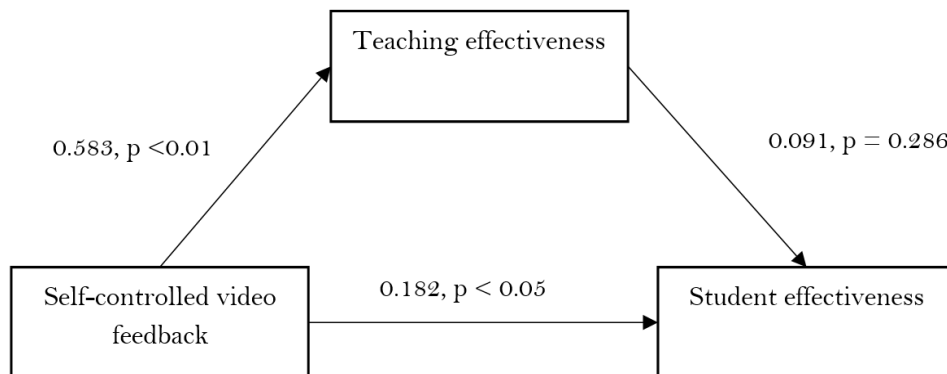 Teaching effectiveness
0.583, p <0.01
0.091, p = 0.286
0.182, p < 0.05
Self-controlled video
feedback
Student effectiveness